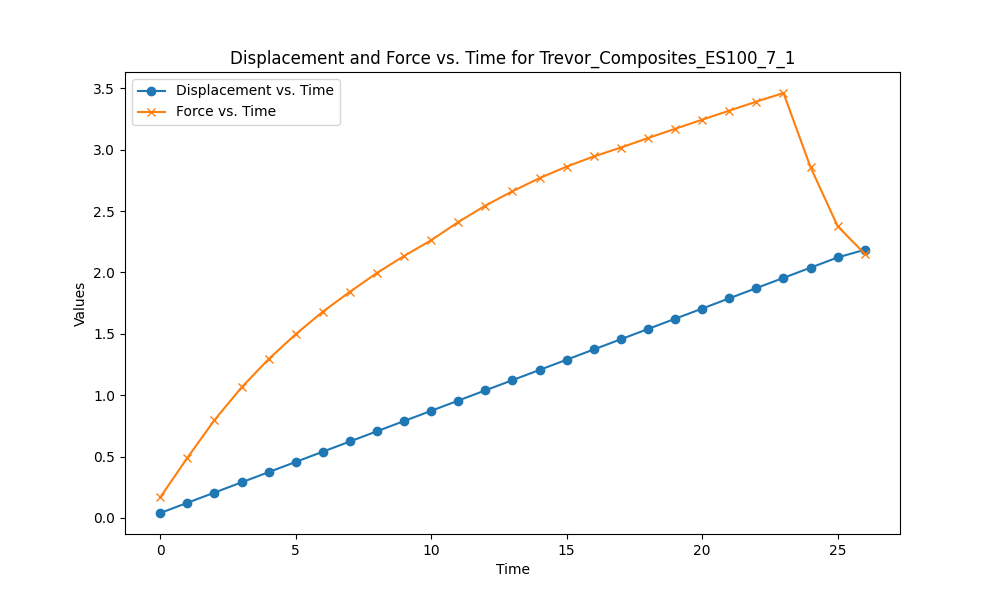 Displacement and Force vs. Time for Trevor_Composites_ES100_7_1
Displacement vs. Time
Force vs. Time
Values
3.5
3.0
2.5
2.0
1.5
1.0
0.5
0.0
0 5 10 15 20 25
Time